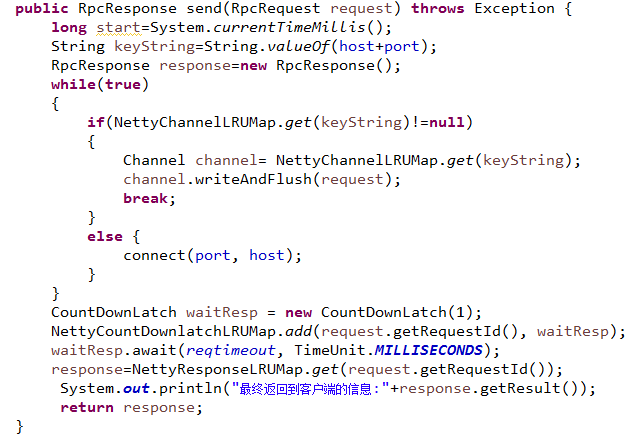 public RpcResponse send(RpcRequest request) throws Exception {
long start=System.currentTimeMillis();
String keyString=String.valueOf(host+port);
RpcResponse response=new RpcResponse();
while(true)
{
if(NettyChannelLRUMap.get(keyString)!=null)
{
Channel channel= NettyChannelLRUMap.get(keyString);
channel.writeAndFlush(request);
break;
}
else {
connect(port, host);
}
}
CountDownLatch waitResp = new CountDownLatch(1);
NettyCountDownlatchLRUMap.add(request.getRequestId(), waitResp);
waitResp.await(reqtimeout, TimeUnit.MILLISECONDS);
response=NettyResponseLRUMap.get(request.getRequestId());
System.out.println("最终返回到客户端的信息:"+response.getResult());
return response;
}